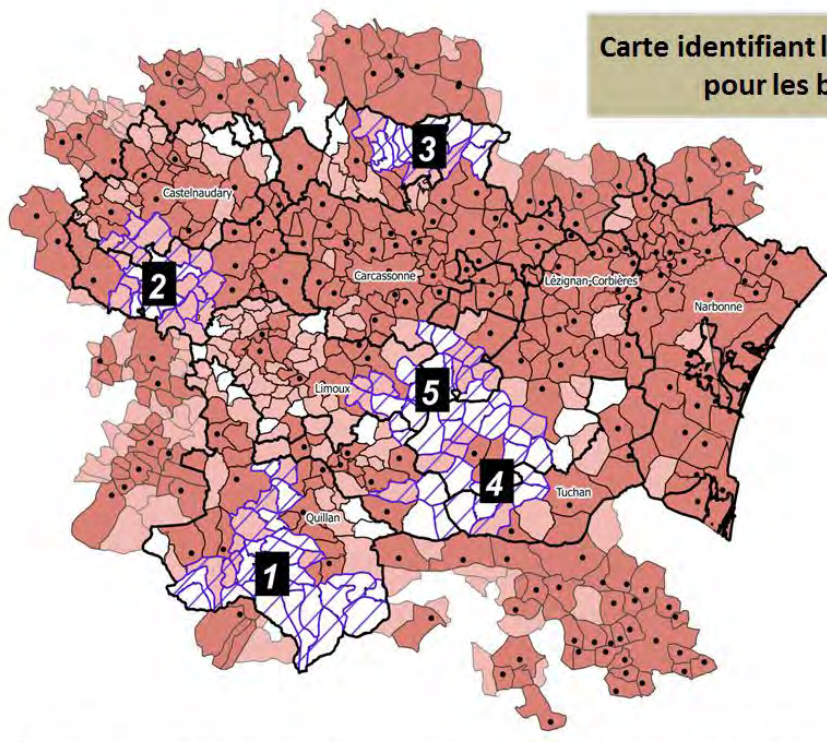 Carte identifiant l
pour les b
3
Castelnaudary
2
Carcassonne
Lézignan-Corbières
Narbonne
Limoux
5
4
Tuchan
Quillan
1